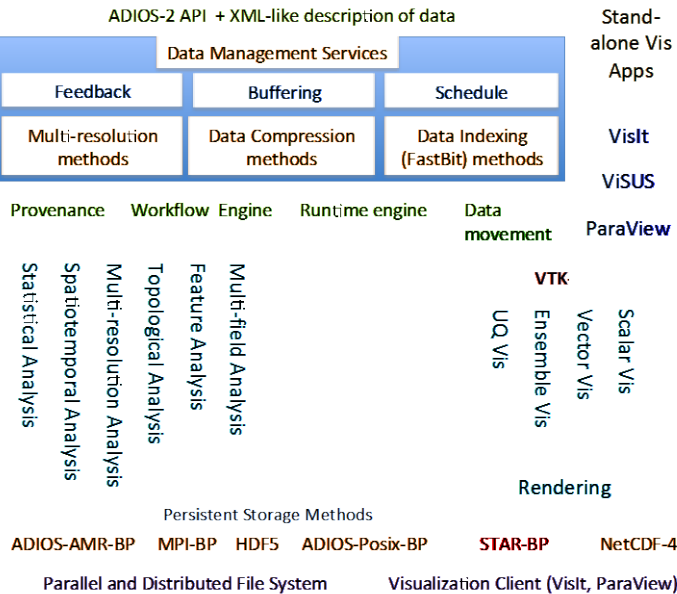 ADIOS-2 API + XML-like description of data
Stand-
alone Vis
Apps
Data Management Services
Feedback
Buffering
Schedule
Multi-resolution
methods
Data Compression
methods
Data Indexing
(FastBit) methods
VisIt
ViSUS
ParaView
Provenance
Workflow Engine
Runtime engine
Data
movement
VTK-
Statistical Analysis
Spatiotemporal Analysis
Multi-resolution Analysis
Topological Analysis
Feature Analysis
Multi-field Analysis
UQ Vis
Ensemble Vis
Vector Vis
Scalar Vis
Rendering
Persistent Storage Methods
ADIOS-AMR-BP
MPI-BP
HDF5
ADIOS-Posix-BP
STAR-BP
NetCDF-4
Parallel and Distributed File System
Visualization Client (VisIt, ParaView)